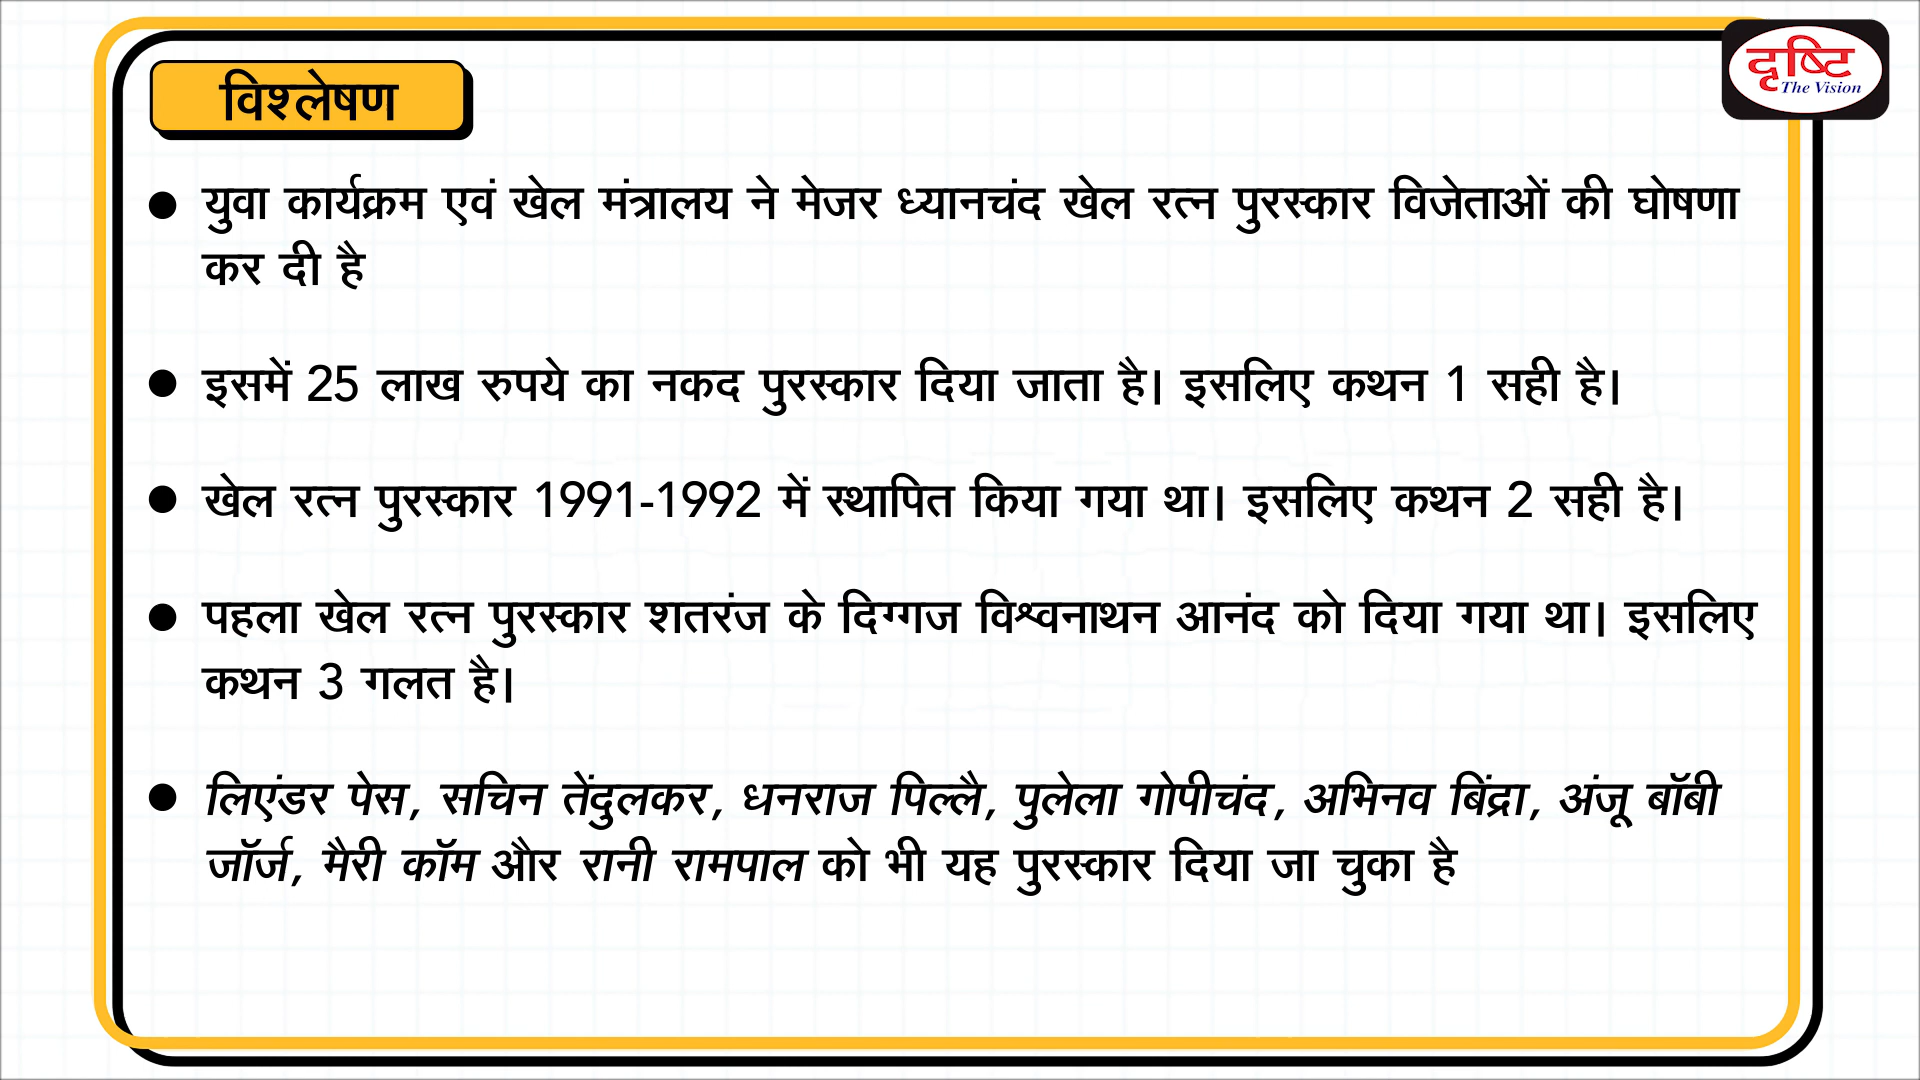 दृष्टि
The Vision
विश्लेषण
● युवा कार्यक्रम एवं खेल मंत्रालय ने मेजर ध्यानचंद खेल रत्न पुरस्कार विजेताओं की घोषणा
कर दी है
● इसमें 25 लाख रुपये का नकद पुरस्कार दिया जाता है। इसलिए कथन 1 सही है।
● खेल रत्न पुरस्कार 1991-1992 में स्थापित किया गया था। इसलिए कथन 2 सही है।
● पहला खेल रत्न पुरस्कार शतरंज के दिग्गज विश्वनाथन आनंद को दिया गया था। इसलिए
कथन 3 गलत है।
● लिएंडर पेस, सचिन तेंदुलकर, धनराज पिल्लै, पुलेला गोपीचंद, अभिनव बिंद्रा, अंजू बॉबी
जॉर्ज, मैरी कॉम और रानी रामपाल को भी यह पुरस्कार दिया जा चुका है